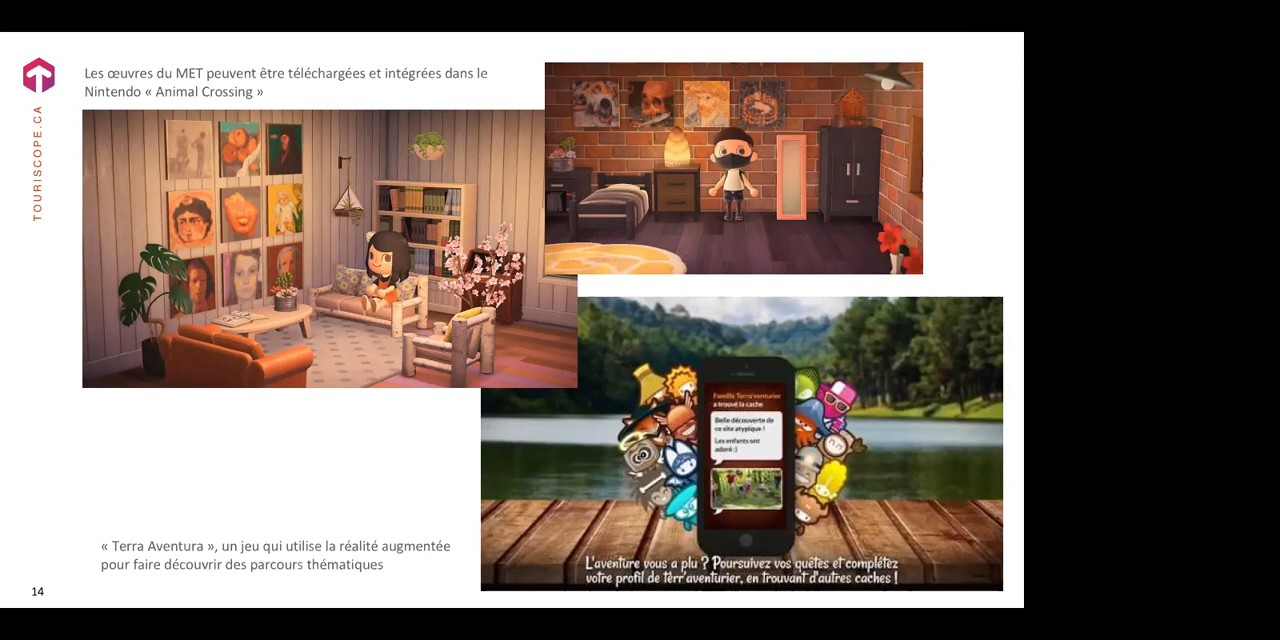 TOURISCOPE.CA
Les œuvres du MET peuvent être téléchargées et intégrées dans le
Nintendo « Animal Crossing »
Famille Terra'venturier
a trouvé la cache
Belle découverte de
ce site atypique !
Les enfants ont
adoré :)
L'aventure vous a plu ? Poursuivez vos quêtes et complétez
votre profil de terr'aventurier, en trouvant d'autres caches !
« Terra Aventura », un jeu qui utilise la réalité augmentée
pour faire découvrir des parcours thématiques
14